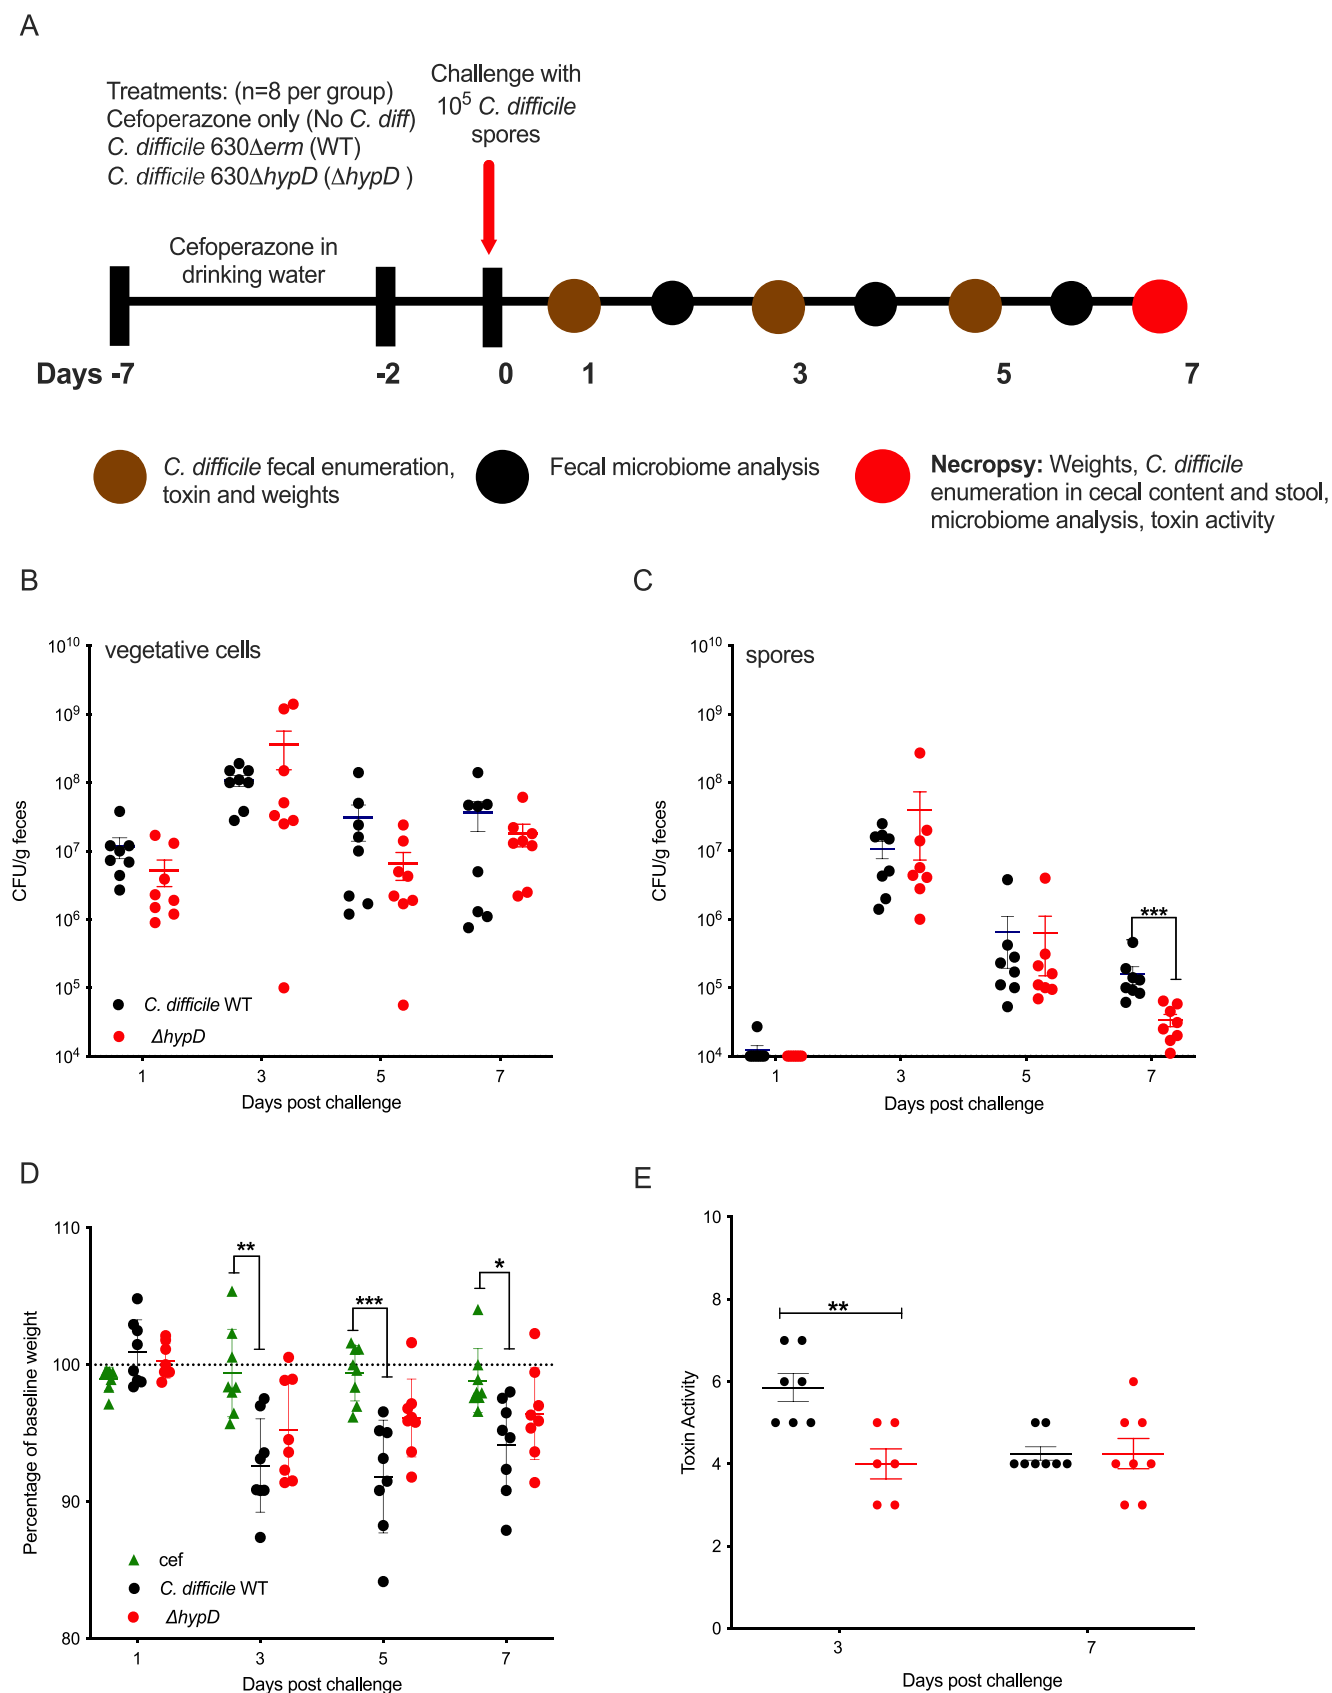 A
Treatments: (n=8 per group)
Cefoperazone only (No C. diff)
C. difficile 630Δerm (WT)
C. difficile 630ΔhypD (ΔhypD )
Challenge with
10⁵ C. difficile
spores
Cefoperazone in
drinking water
Days -7 -2 0 1 3 5 7
C. difficile fecal enumeration,
toxin and weights
Fecal microbiome analysis
Necropsy: Weights, C. difficile
enumeration in cecal content and stool,
microbiome analysis, toxin activity
B
vegetative cells
CFU/g feces
10¹⁰
10⁹
10⁸
10⁷
10⁶
10⁵
10⁴
C. difficile WT
ΔhypD
1 3 5 7
Days post challenge
C
spores
CFU/g feces
10¹⁰
10⁹
10⁸
10⁷
10⁶
10⁵
10⁴
***
1 3 5 7
Days post challenge
D
Percentage of baseline weight
110
100
90
80
**
***
*
cef
C. difficile WT
ΔhypD
1 3 5 7
Days post challenge
E
Toxin Activity
10
8
6
4
2
0
**
3 7
Days post challenge